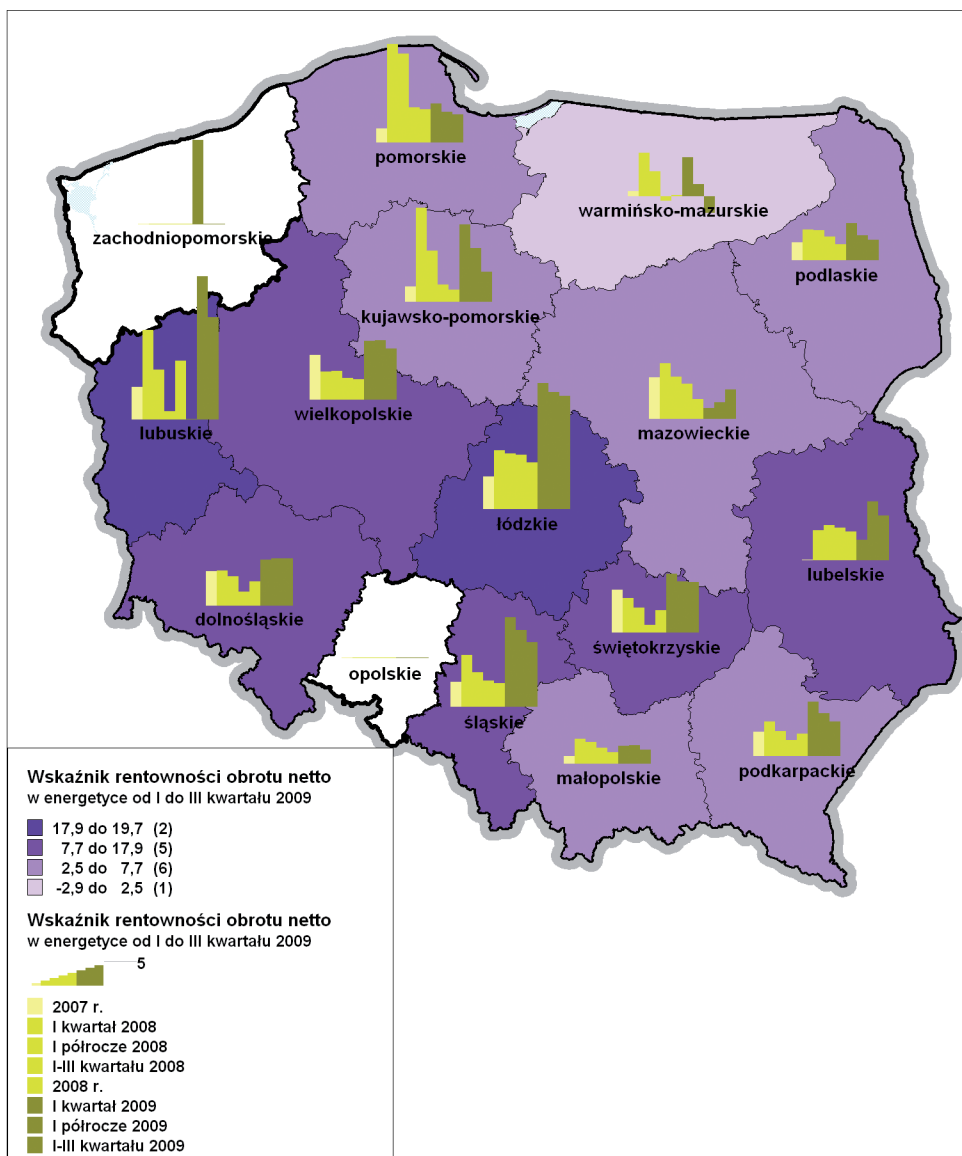 pomorskie
warmińsko-mazurskie
zachodniopomorskie
podlaskie
kujawsko-pomorskie
wielkopolskie
lubuskie
mazowieckie
łódzkie
lubelskie
dolnośląskie
świętokrzyskie
opolskie
śląskie
małopolskie
podkarpackie
Wskaźnik rentowności obrotu netto
w energetyce od I do III kwartału 2009
17,9 do 19,7 (2)
7,7 do 17,9 (5)
2,5 do 7,7 (6)
-2,9 do 2,5 (1)
Wskaźnik rentowności obrotu netto
w energetyce od I do III kwartału 2009
5
2007 r.
I kwartał 2008
I półrocze 2008
I-III kwartału 2008
2008 r.
I kwartał 2009
I półrocze 2009
I-III kwartału 2009